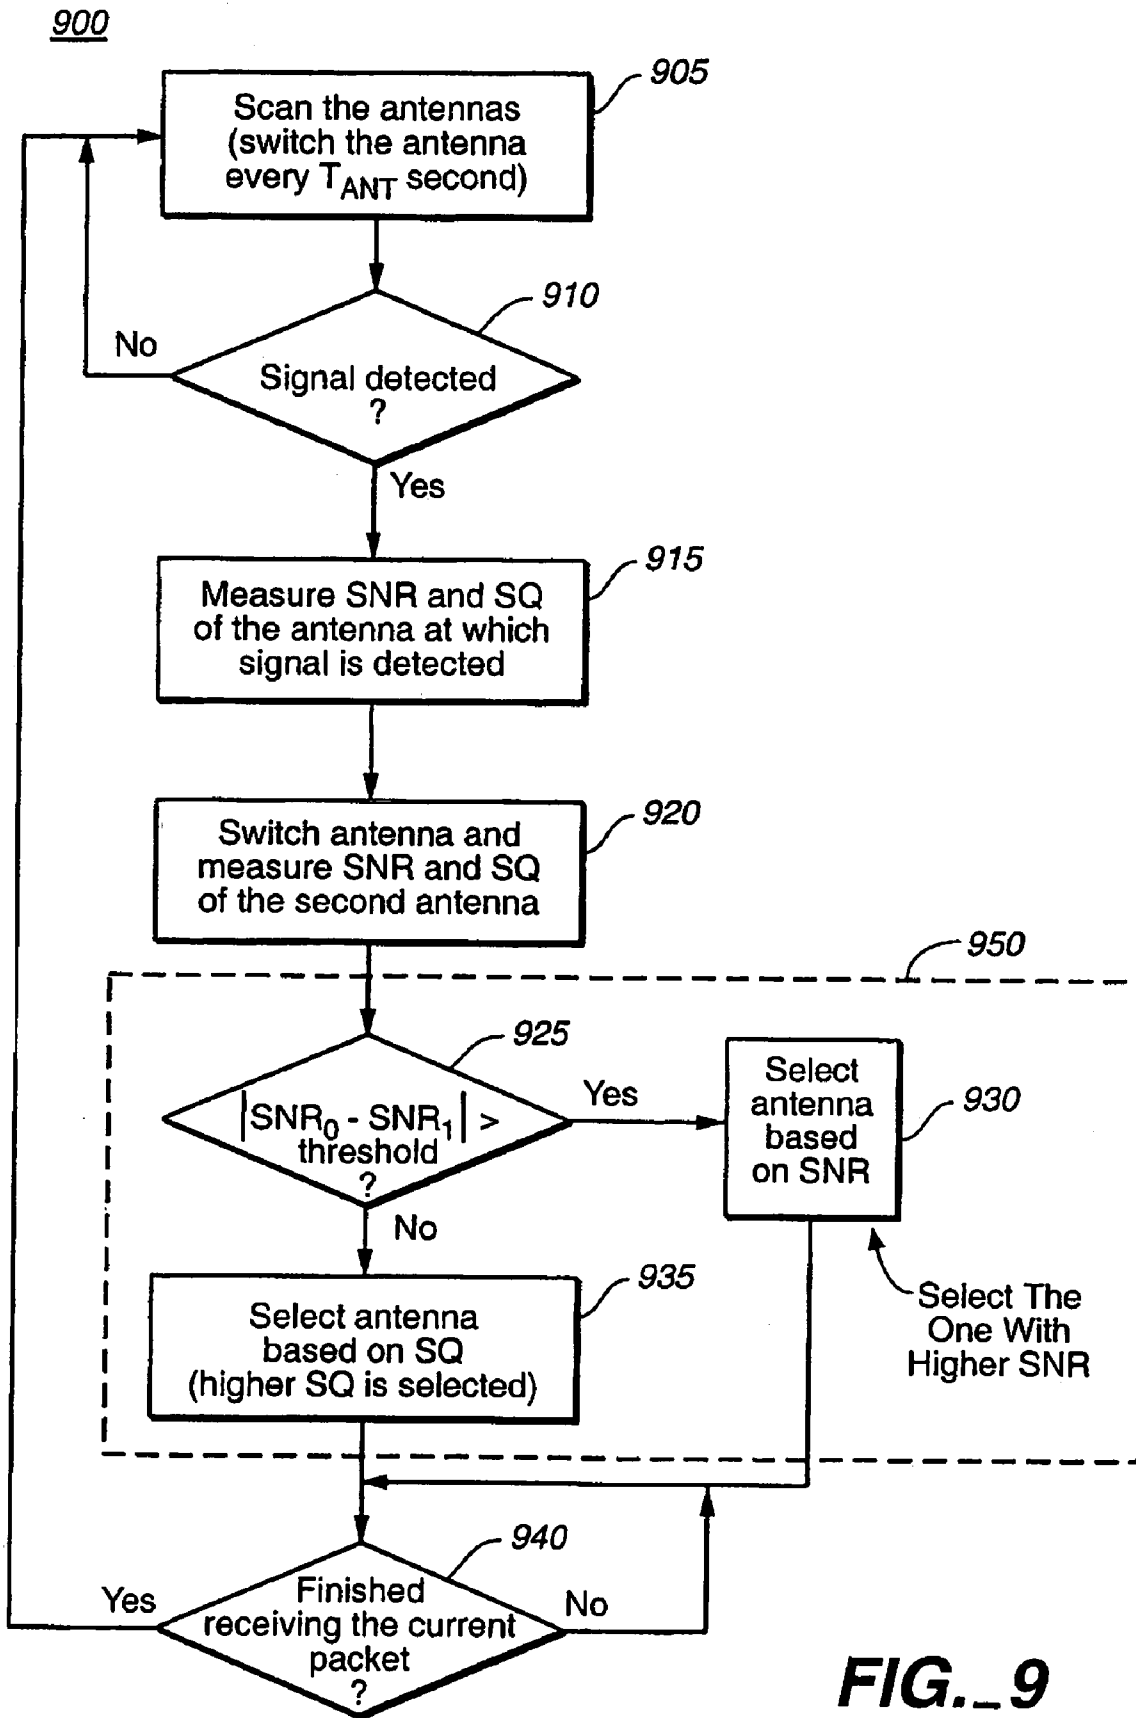 900
905
Scan the antennas
(switch the antenna
every TANT second)
910
No
Signal detected
?
Yes
915
Measure SNR and SQ
of the antenna at which
signal is detected
920
Switch antenna and
measure SNR and SQ
of the second antenna
950
925
|SNR0 - SNR1| >
threshold
?
Yes
Select
antenna
based
on SNR
930
No
935
Select antenna
based on SQ
(higher SQ is selected)
Select The
One With
Higher SNR
940
Yes
Finished
receiving the current
packet
?
No
FIG._9